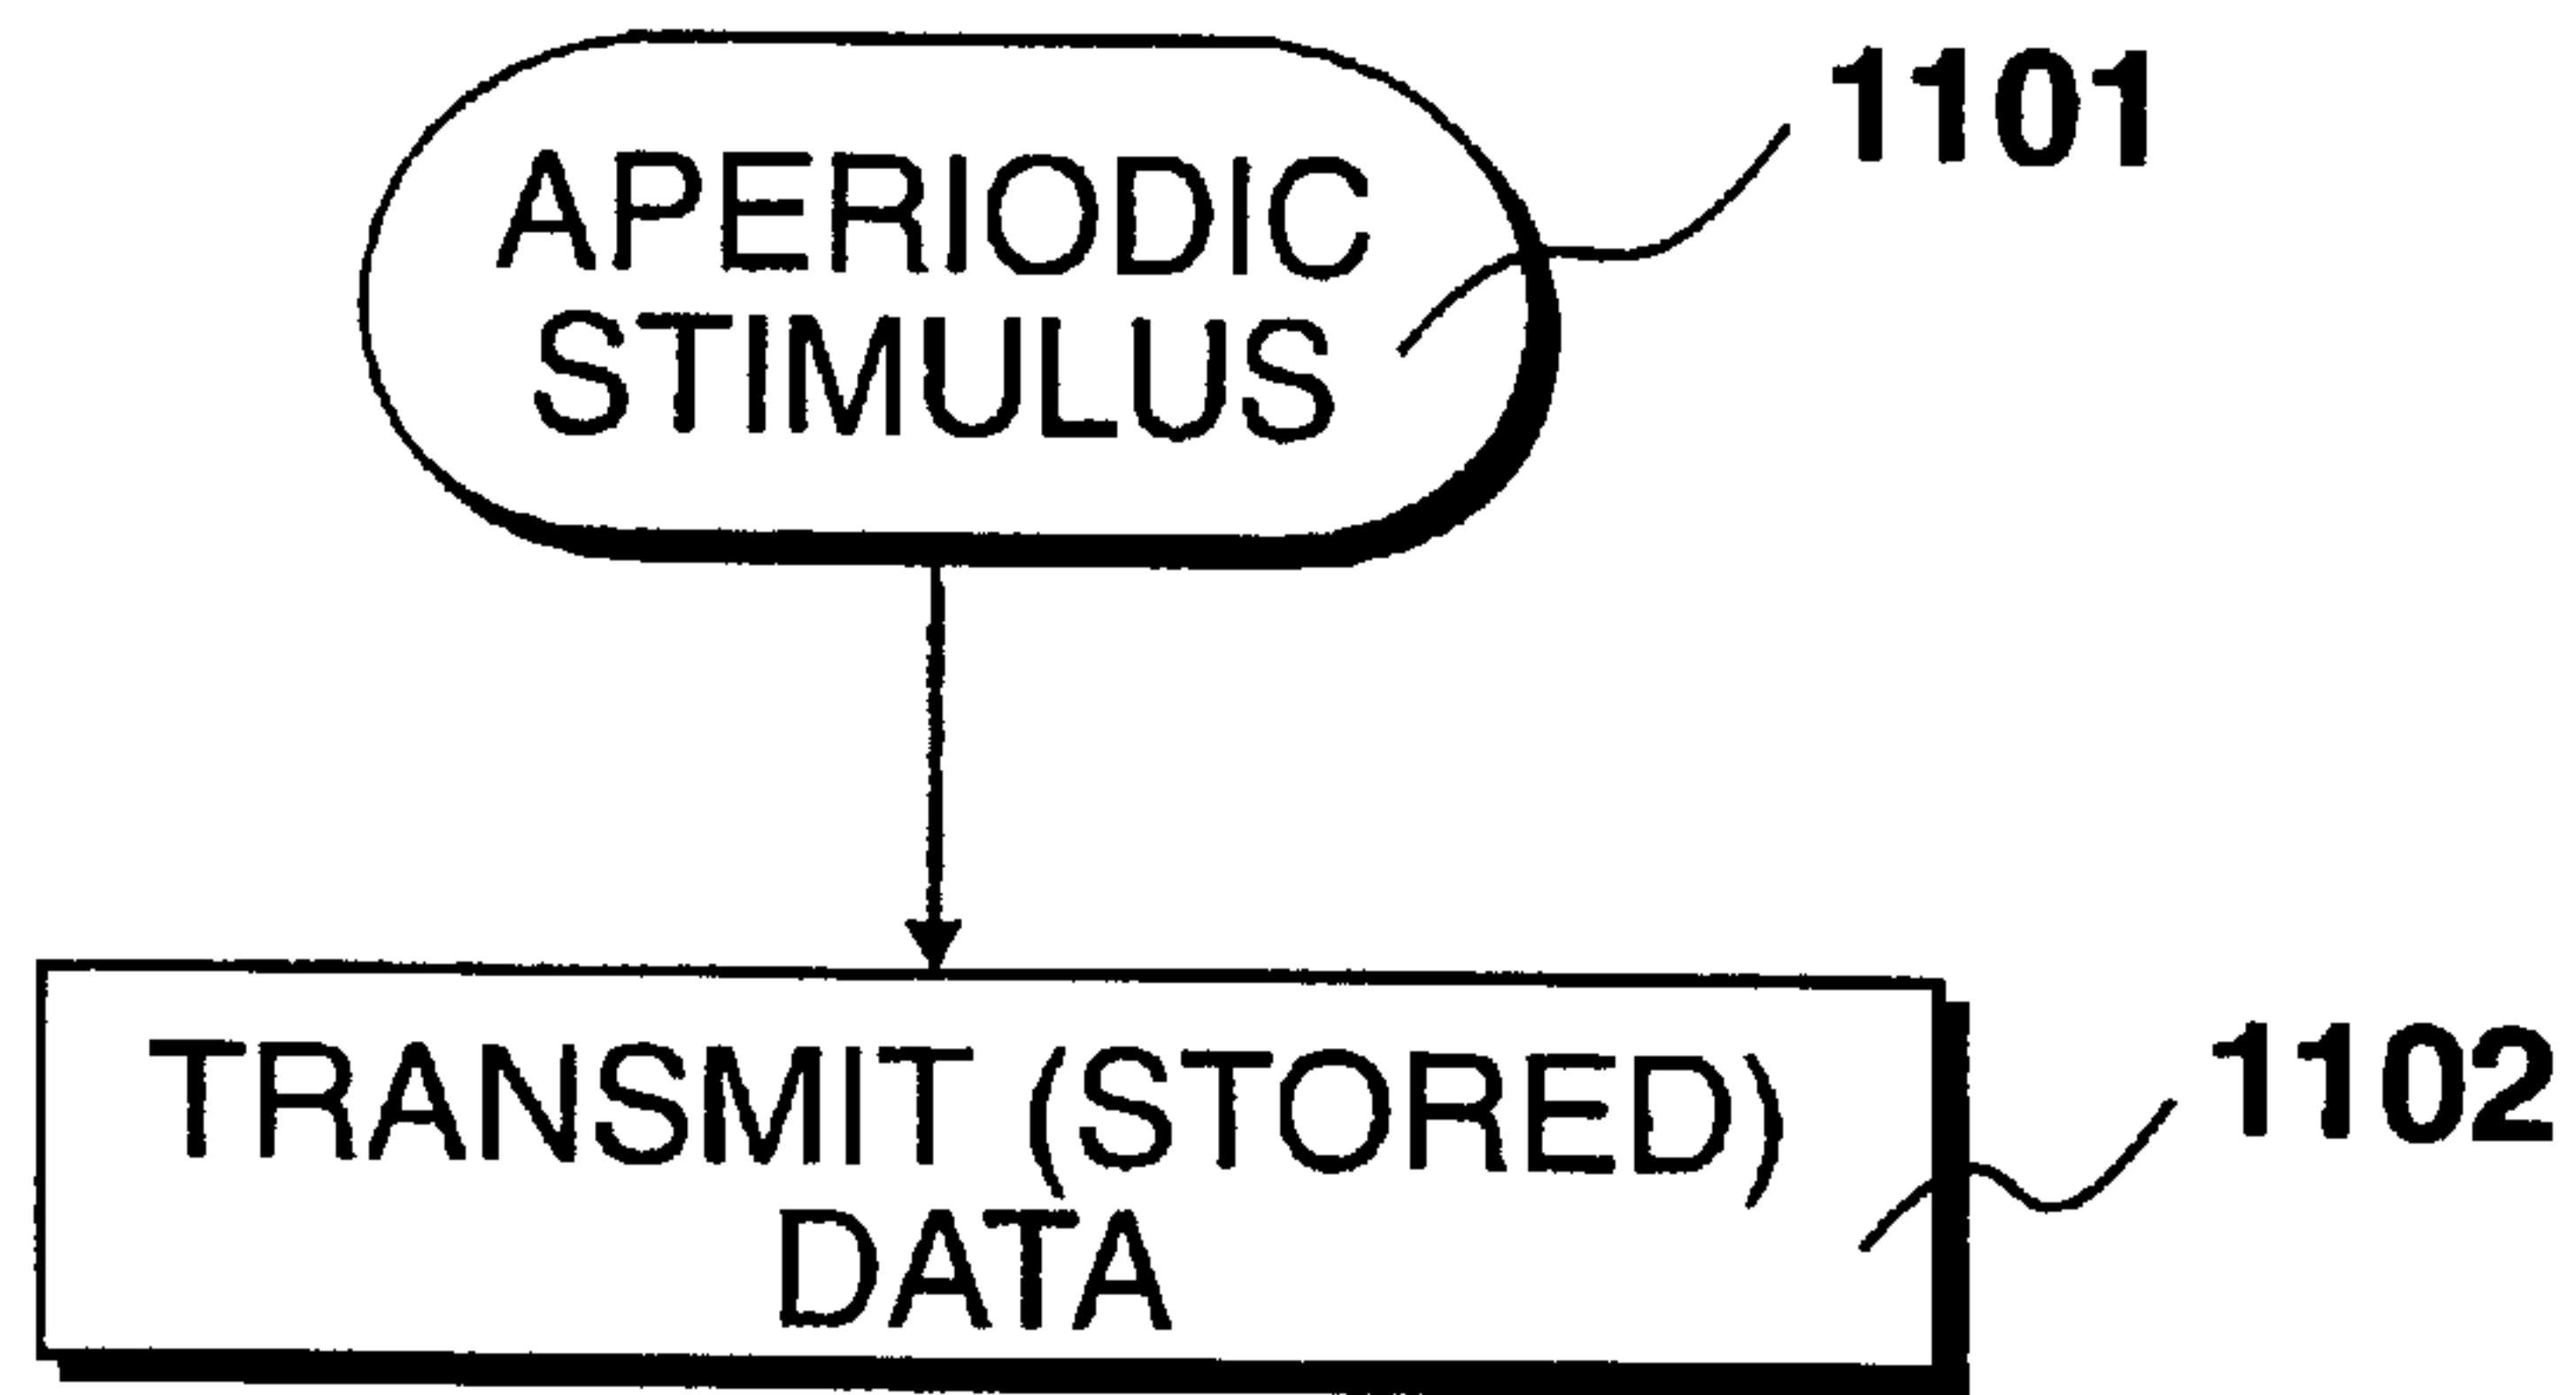 APERIODIC
STIMULUS
1101
TRANSMIT (STORED)
DATA
1102